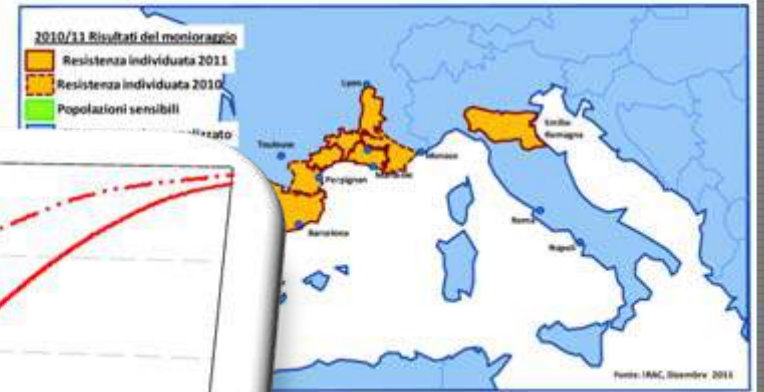 2010/11 Risultati del monioraggio
Resistenza individuata 2011
Resistenza individuata 2010
Popolazioni sensibili
Lyon
Toulouse
Monaco
Perpignan
Marseille
Barcelona
Emilia
Romagna
Roma
Napoli
Fonte: IRAC, Dicembre 2011